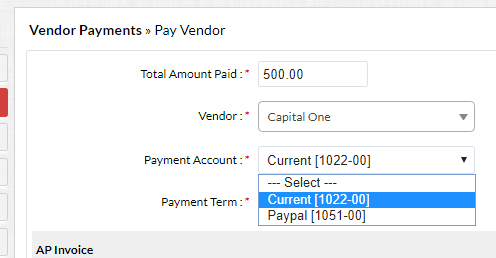 Vendor Payments » Pay Vendor
Total Amount Paid : * 500.00
Vendor : * Capital One
Payment Account : * Current [1022-00]
--- Select ---
Payment Term : * Current [1022-00]
Paypal [1051-00]
AP Invoice